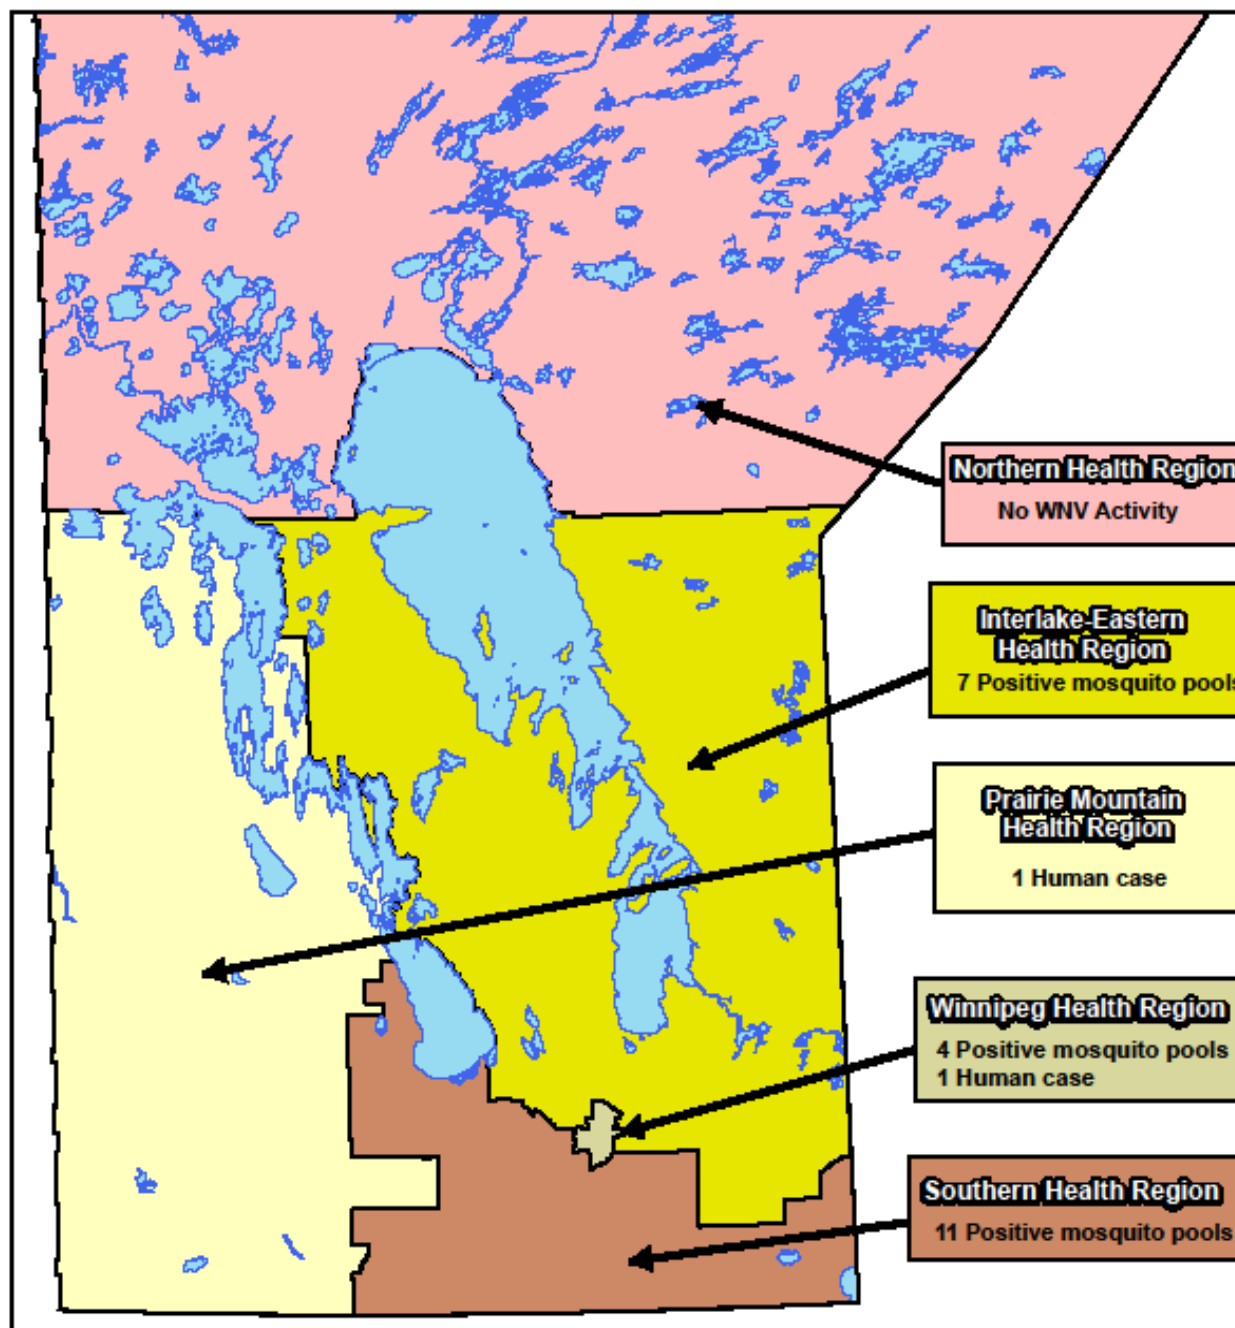 Northern Health Region
No WNV Activity
Interlake-Eastern
Health Region
7 Positive mosquito pools
Prairie Mountain
Health Region
1 Human case
Winnipeg Health Region
4 Positive mosquito pools
1 Human case
Southern Health Region
11 Positive mosquito pools